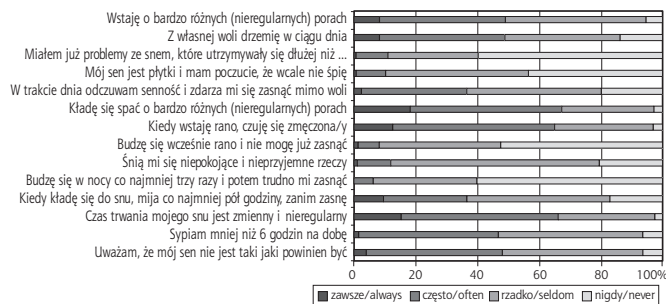 Wstaję o bardzo różnych (nieregularnych) porach
Z własnej woli drzemię w ciągu dnia
Miałem już problemy ze snem, które utrzymywały się dłużej niż ...
Mój sen jest płytki i mam poczucie, że wcale nie śpię
W trakcie dnia odczuwam senność i zdarza mi się zasnąć mimo woli
Kładę się spać o bardzo różnych (nieregularnych) porach
Kiedy wstaję rano, czuję się zmęczona/y
Budzę się wcześnie rano i nie mogę już zasnąć
Śnią mi się niepokojące i nieprzyjemne rzeczy
Budzę się w nocy co najmniej trzy razy i potem trudno mi zasnąć
Kiedy kładę się do snu, mija co najmniej pół godziny, zanim zasnę
Czas trwania mojego snu jest zmienny i nieregularny
Sypiam mniej niż 6 godzin na dobę
Uważam, że mój sen nie jest taki jaki powinien być
0 20 40 60 80 100%
zawsze/always często/often rzadko/seldom nigdy/never